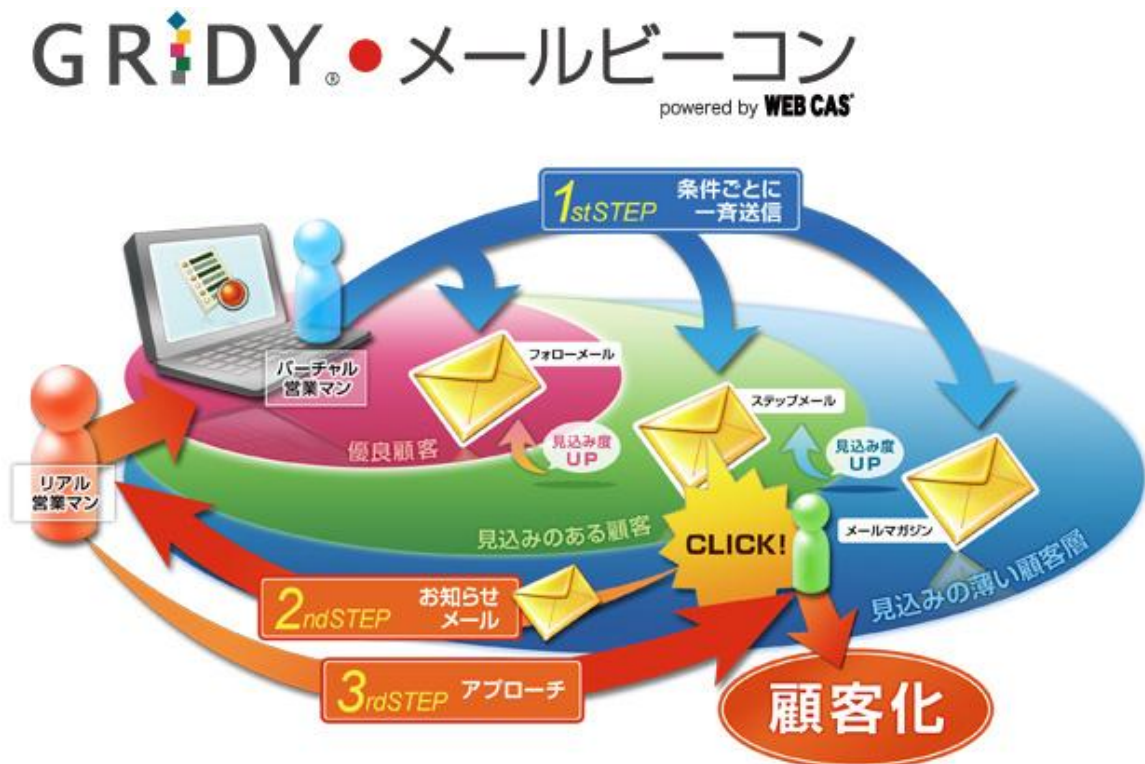 GRiDY® ● メールビーコン
powered by WEB CAS®
1stSTEP
条件ごとに
一斉送信
バーチャル
営業マン
フォローメール
ステップメール
優良顧客
見込み度
UP
見込み度
UP
リアル
営業マン
メールマガジン
見込みのある顧客
CLICK!
見込みの薄い顧客層
2ndSTEP
お知らせ
メール
3rdSTEP アプローチ
顧客化